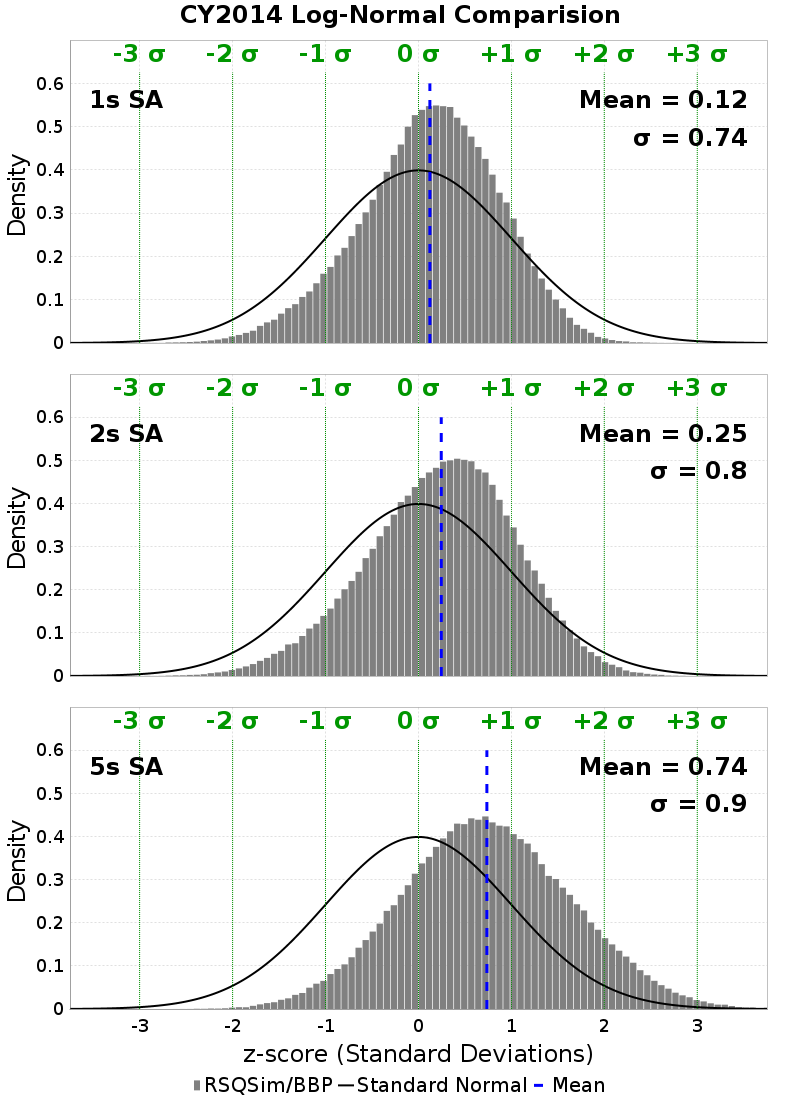 CY2014 Log-Normal Comparision
-3 σ -2 σ -1 σ 0 σ +1 σ +2 σ +3 σ
1s SA
Mean = 0.12
σ = 0.74
0.6
0.5
0.4
0.3
0.2
0.1
0
Density
-3 σ -2 σ -1 σ 0 σ +1 σ +2 σ +3 σ
2s SA
Mean = 0.25
σ = 0.8
0.6
0.5
0.4
0.3
0.2
0.1
0
Density
-3 σ -2 σ -1 σ 0 σ +1 σ +2 σ +3 σ
5s SA
Mean = 0.74
σ = 0.9
0.6
0.5
0.4
0.3
0.2
0.1
0
Density
-3 -2 -1 0 1 2 3
z-score (Standard Deviations)
RSQSim/BBP Standard Normal Mean